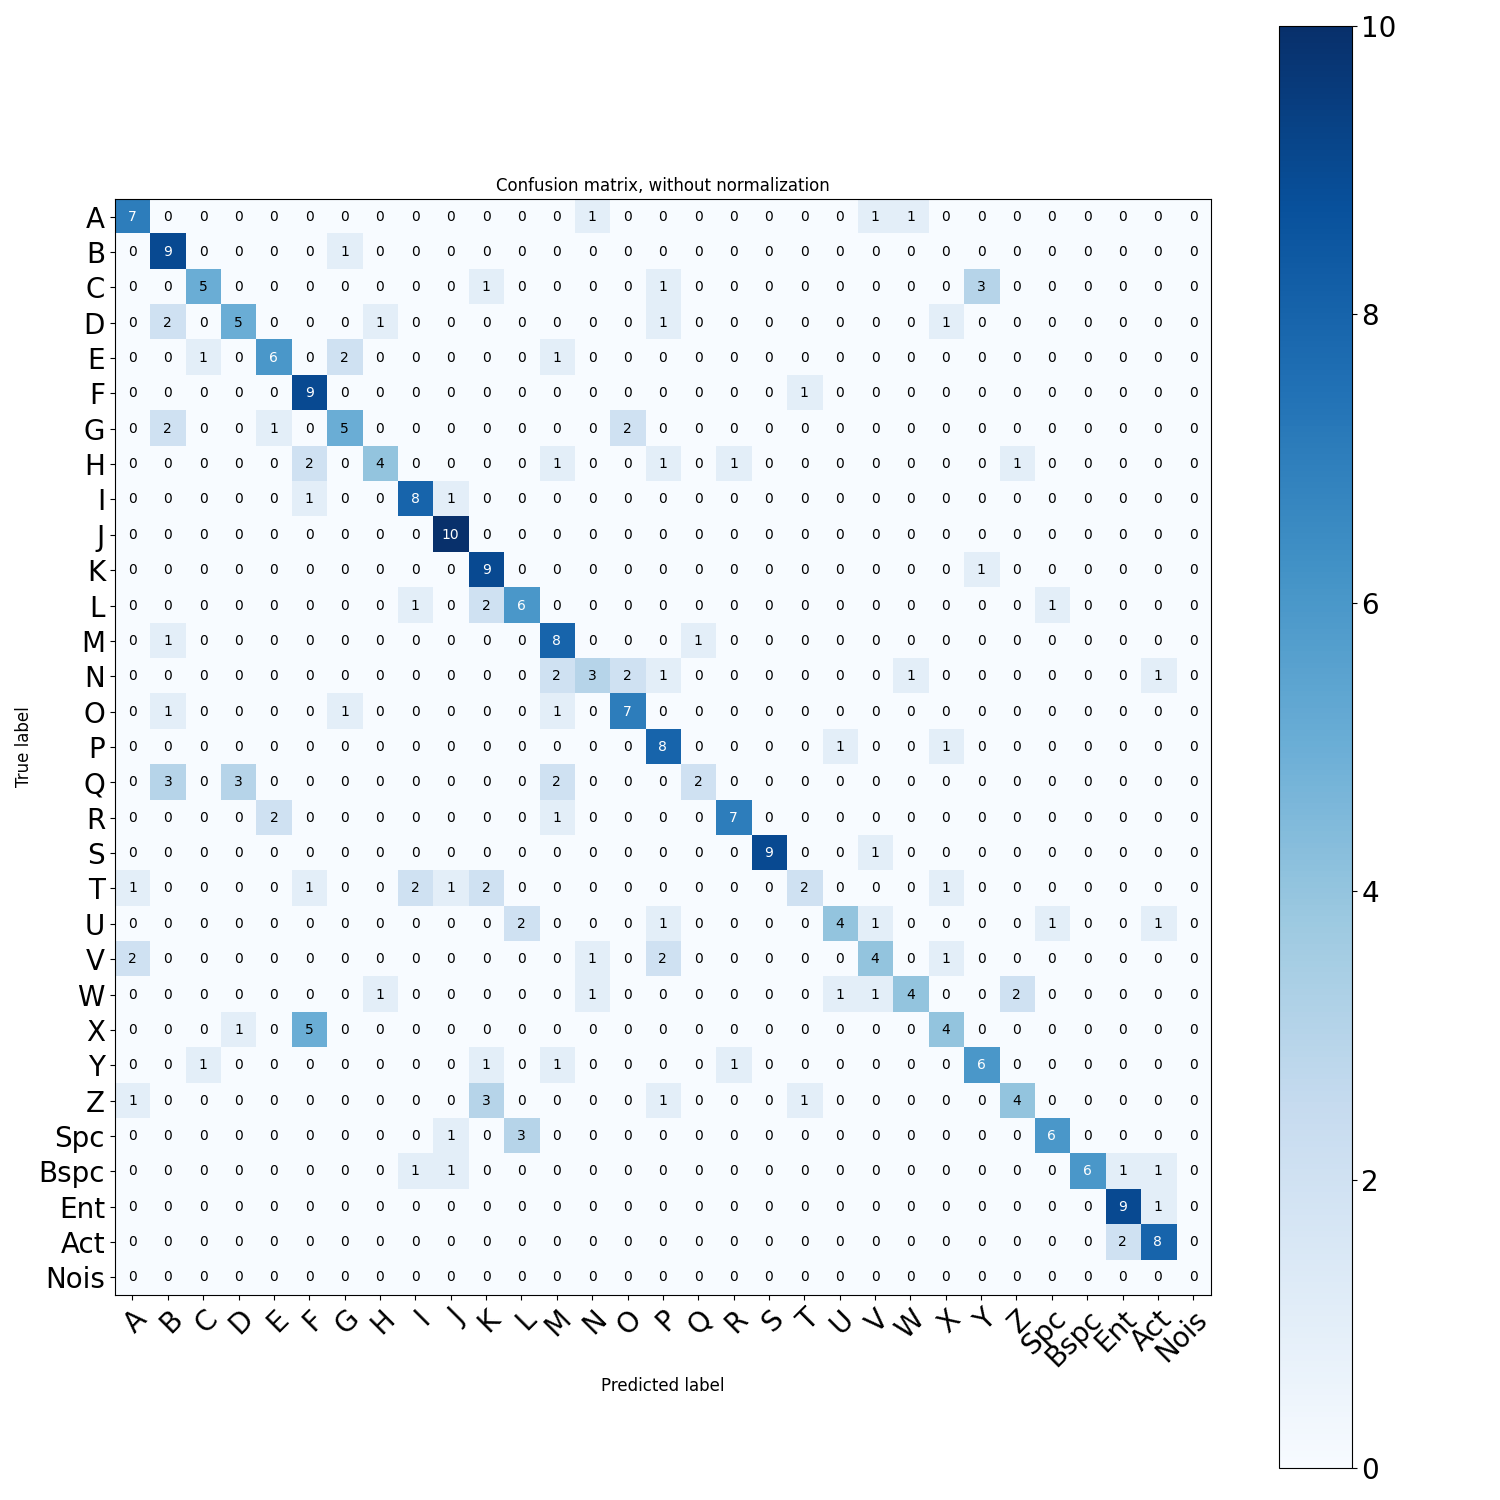 Confusion matrix, without normalization
A 7 0 0 0 0 0 0 0 0 0 0 0 0 1 0 0 0 0 0 0 0 1 1 0 0 0 0 0 0 0 0
B 0 9 0 0 0 0 1 0 0 0 0 0 0 0 0 0 0 0 0 0 0 0 0 0 0 0 0 0 0 0 0
C 0 0 5 0 0 0 0 0 0 0 1 0 0 0 0 1 0 0 0 0 0 0 0 0 3 0 0 0 0 0 0
D 0 2 0 5 0 0 0 1 0 0 0 0 0 0 0 1 0 0 0 0 0 0 0 1 0 0 0 0 0 0 0
E 0 0 1 0 6 0 2 0 0 0 0 0 1 0 0 0 0 0 0 0 0 0 0 0 0 0 0 0 0 0 0
F 0 0 0 0 0 9 0 0 0 0 0 0 0 0 0 0 0 0 0 1 0 0 0 0 0 0 0 0 0 0 0
G 0 2 0 0 1 0 5 0 0 0 0 0 0 0 2 0 0 0 0 0 0 0 0 0 0 0 0 0 0 0 0
H 0 0 0 0 0 2 0 4 0 0 0 0 1 0 0 1 0 1 0 0 0 0 0 0 0 1 0 0 0 0 0
I 0 0 0 0 0 1 0 0 8 1 0 0 0 0 0 0 0 0 0 0 0 0 0 0 0 0 0 0 0 0 0
J 0 0 0 0 0 0 0 0 0 10 0 0 0 0 0 0 0 0 0 0 0 0 0 0 0 0 0 0 0 0 0
K 0 0 0 0 0 0 0 0 0 0 9 0 0 0 0 0 0 0 0 0 0 0 0 0 1 0 0 0 0 0 0
L 0 0 0 0 0 0 0 0 1 0 2 6 0 0 0 0 0 0 0 0 0 0 0 0 0 0 1 0 0 0 0
M 0 1 0 0 0 0 0 0 0 0 0 0 8 0 0 0 1 0 0 0 0 0 0 0 0 0 0 0 0 0 0
N 0 0 0 0 0 0 0 0 0 0 0 0 2 3 2 1 0 0 0 0 0 0 1 0 0 0 0 0 0 1 0
O 0 1 0 0 0 0 1 0 0 0 0 0 1 0 7 0 0 0 0 0 0 0 0 0 0 0 0 0 0 0 0
P 0 0 0 0 0 0 0 0 0 0 0 0 0 0 0 8 0 0 0 0 1 0 0 1 0 0 0 0 0 0 0
Q 0 3 0 3 0 0 0 0 0 0 0 0 2 0 0 0 2 0 0 0 0 0 0 0 0 0 0 0 0 0 0
R 0 0 0 0 2 0 0 0 0 0 0 0 1 0 0 0 0 7 0 0 0 0 0 0 0 0 0 0 0 0 0
S 0 0 0 0 0 0 0 0 0 0 0 0 0 0 0 0 0 0 9 0 0 1 0 0 0 0 0 0 0 0 0
T 1 0 0 0 0 1 0 0 2 1 2 0 0 0 0 0 0 0 0 2 0 0 0 1 0 0 0 0 0 0 0
U 0 0 0 0 0 0 0 0 0 0 0 2 0 0 0 1 0 0 0 0 4 1 0 0 0 0 1 0 0 1 0
V 2 0 0 0 0 0 0 0 0 0 0 0 0 1 0 2 0 0 0 0 0 4 0 1 0 0 0 0 0 0 0
W 0 0 0 0 0 0 0 1 0 0 0 0 0 1 0 0 0 0 0 0 1 1 4 0 0 2 0 0 0 0 0
X 0 0 0 1 0 5 0 0 0 0 0 0 0 0 0 0 0 0 0 0 0 0 0 4 0 0 0 0 0 0 0
Y 0 0 1 0 0 0 0 0 0 0 1 0 1 0 0 0 0 1 0 0 0 0 0 0 6 0 0 0 0 0 0
Z 1 0 0 0 0 0 0 0 0 0 3 0 0 0 0 1 0 0 0 1 0 0 0 0 0 4 0 0 0 0 0
Spc 0 0 0 0 0 0 0 0 0 1 0 3 0 0 0 0 0 0 0 0 0 0 0 0 0 0 6 0 0 0 0
Bspc 0 0 0 0 0 0 0 0 1 1 0 0 0 0 0 0 0 0 0 0 0 0 0 0 0 0 0 6 1 1 0
Ent 0 0 0 0 0 0 0 0 0 0 0 0 0 0 0 0 0 0 0 0 0 0 0 0 0 0 0 0 9 1 0
Act 0 0 0 0 0 0 0 0 0 0 0 0 0 0 0 0 0 0 0 0 0 0 0 0 0 0 0 0 2 8 0
Nois 0 0 0 0 0 0 0 0 0 0 0 0 0 0 0 0 0 0 0 0 0 0 0 0 0 0 0 0 0 0 0
A B C D E F G H I J K L M N O P Q R S T U V W X Y Z Spc Bspc Ent Act Nois
Predicted label
True label
10
8
6
4
2
0